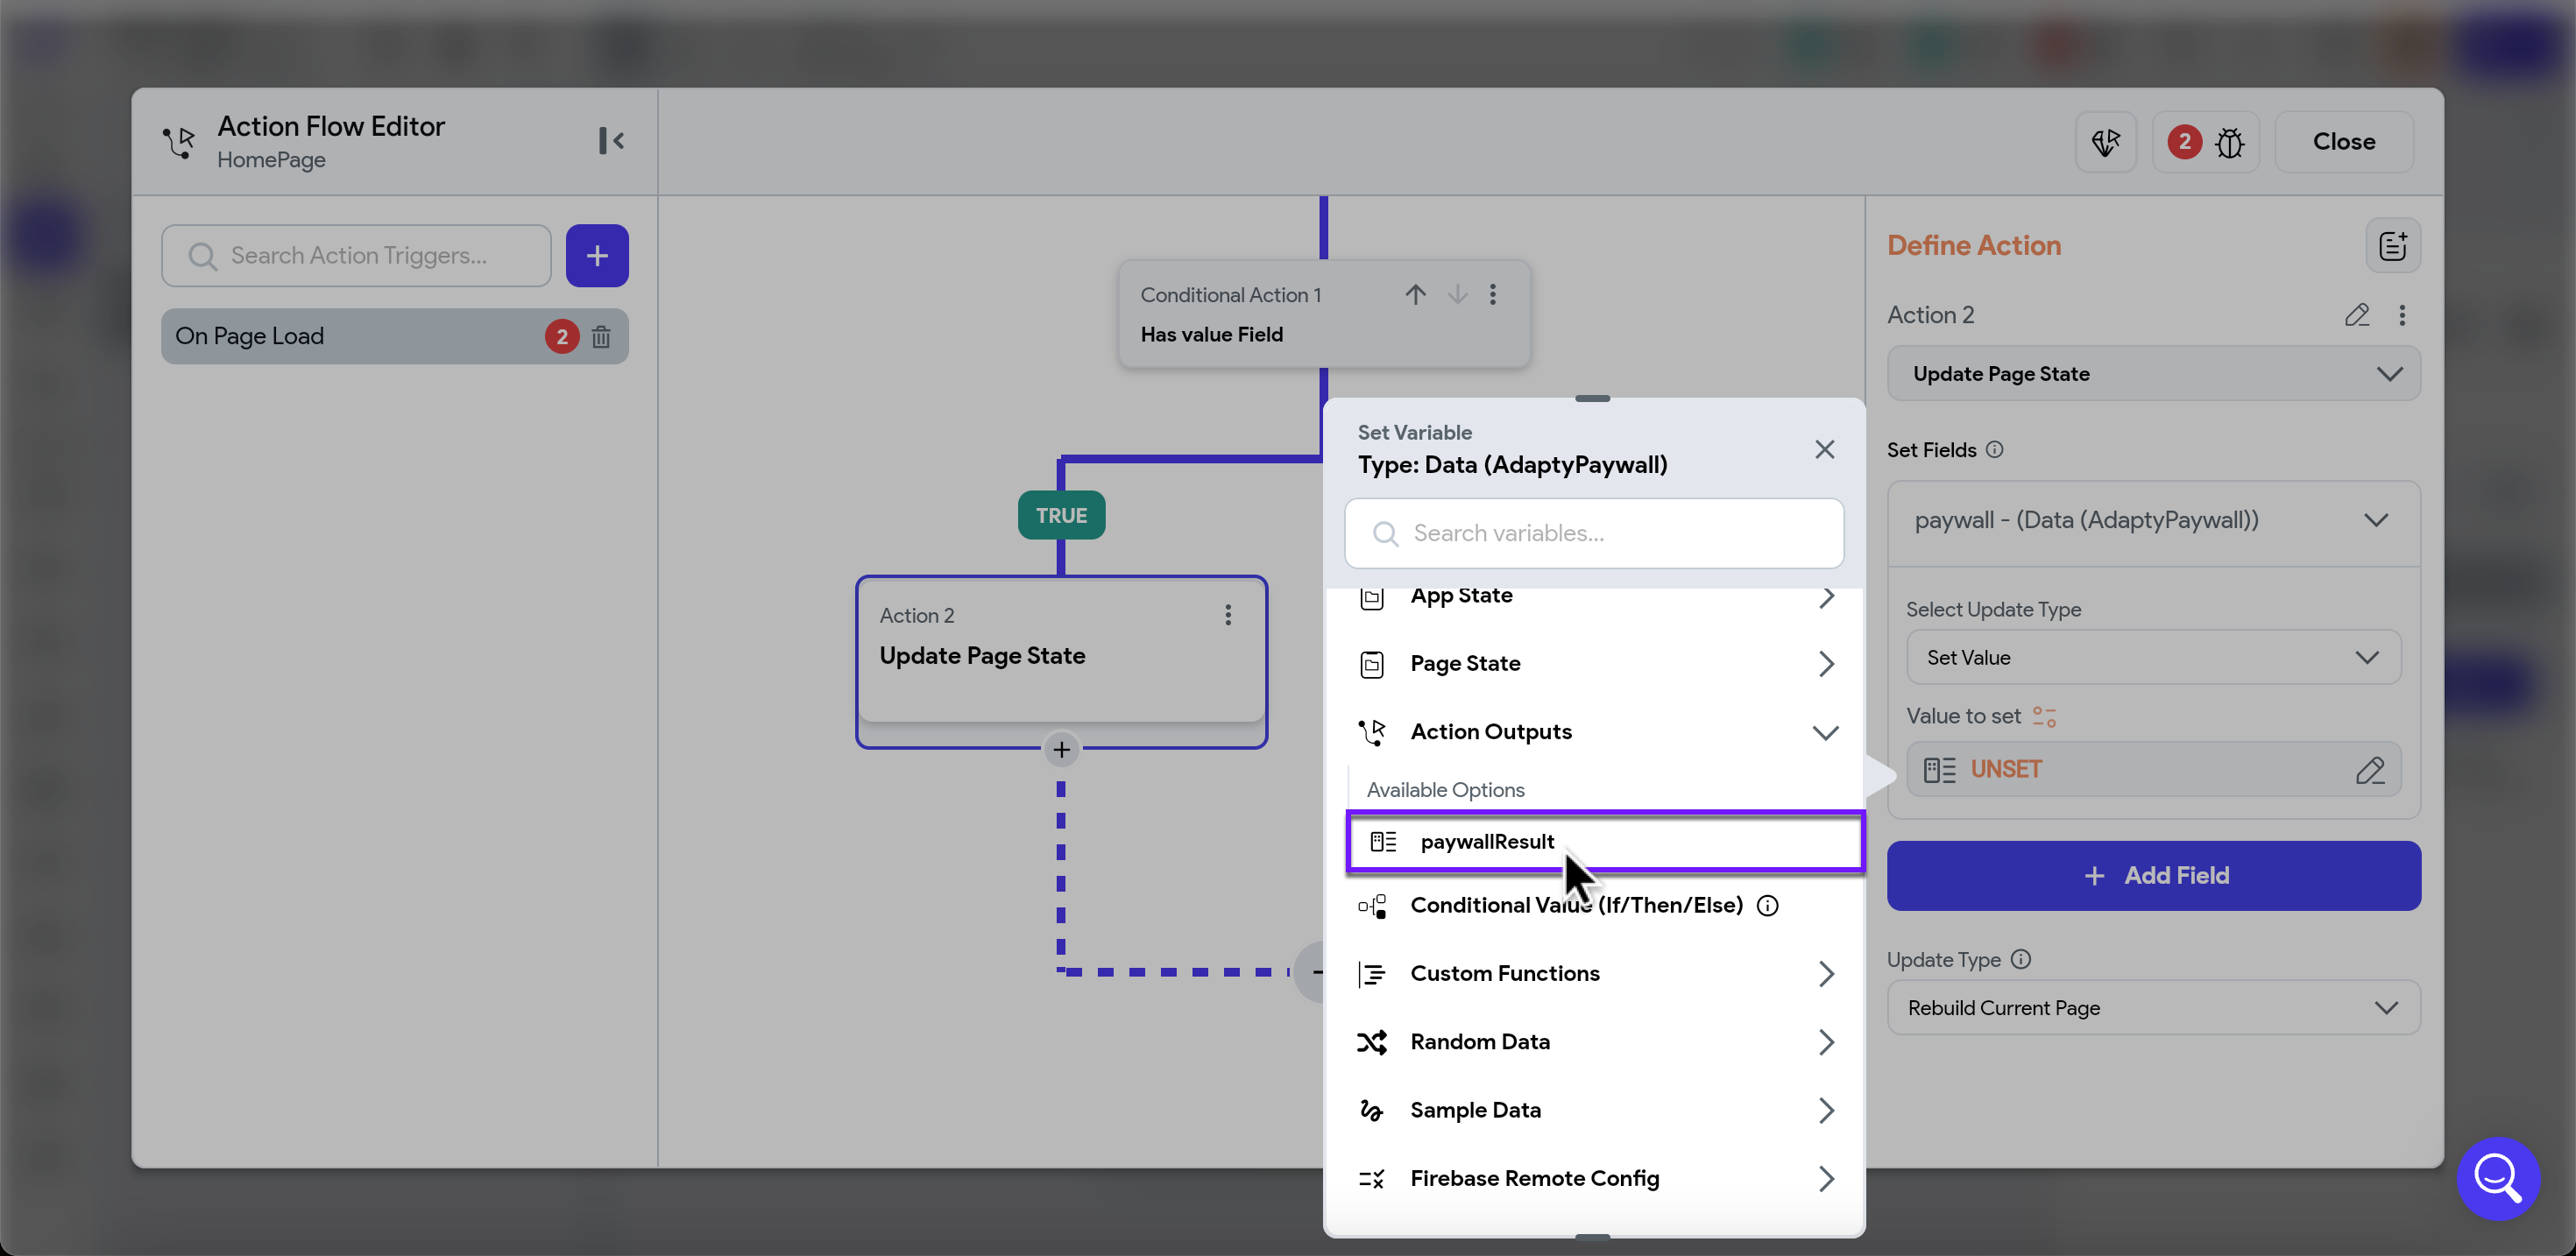 Action Flow Editor
HomePage
2
Close
Search Action Triggers...
+
On Page Load
2
Conditional Action 1
Has value Field
TRUE
Action 2
Update Page State
+
Set Variable
Type: Data (AdaptyPaywall)
Search variables...
App State
Page State
Action Outputs
Available Options
paywallResult
Conditional Value (If/Then/Else)
Custom Functions
Random Data
Sample Data
Firebase Remote Config
Define Action
Action 2
Update Page State
Set Fields
paywall - (Data (AdaptyPaywall))
Select Update Type
Set Value
Value to set
UNSET
+ Add Field
Update Type
Rebuild Current Page